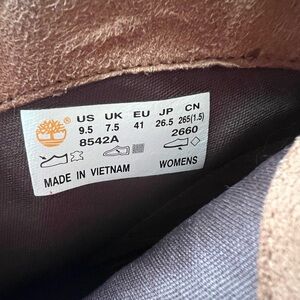 US UK EU JP CN
9.5 7.5 41 26.5 265(1.5)
8542A 2660
WOMENS
MADE IN VIETNAM